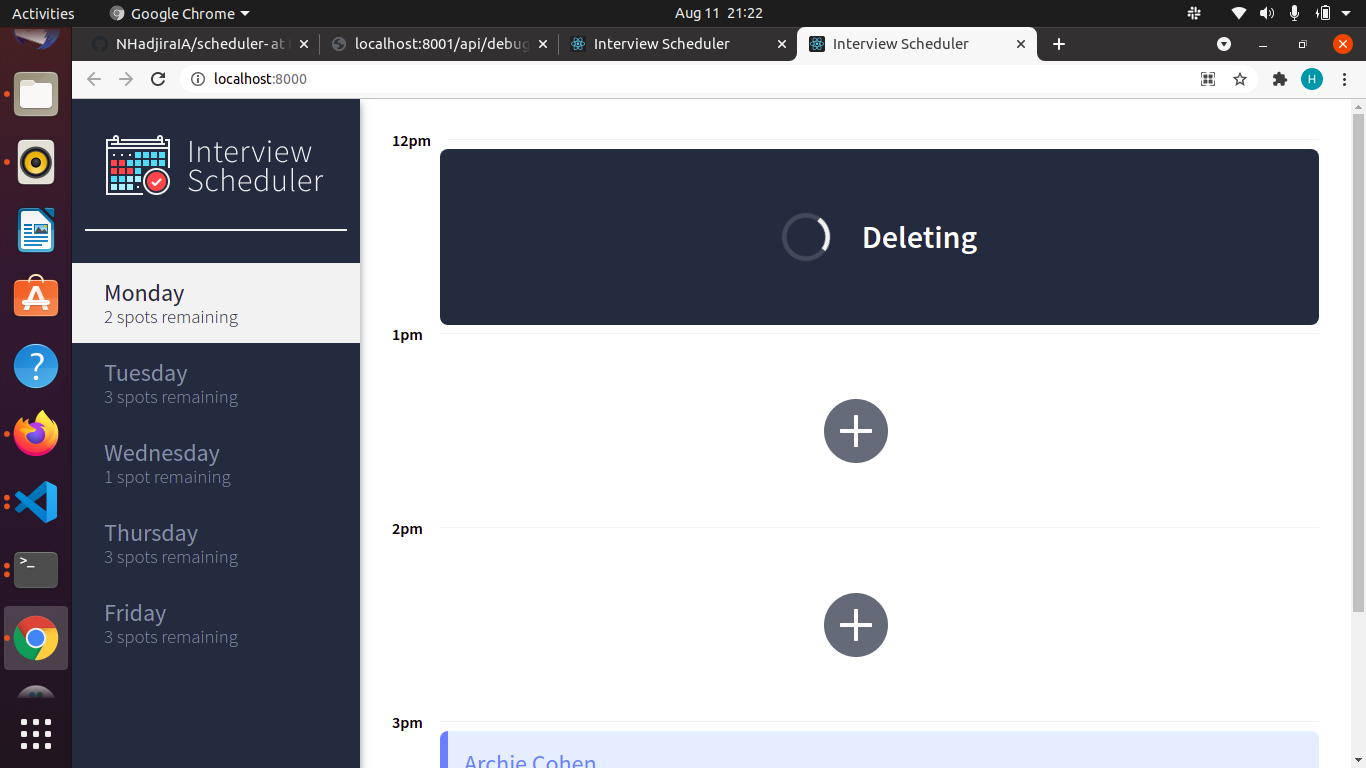 Activities
Google Chrome
Aug 11 21:22
NHadjiraIA/scheduler- at
localhost:8001/api/debug
Interview Scheduler
Interview Scheduler
localhost:8000
H
Interview
Scheduler
Monday
2 spots remaining
Tuesday
3 spots remaining
Wednesday
1 spot remaining
Thursday
3 spots remaining
Friday
3 spots remaining
12pm
Deleting
1pm
2pm
3pm
Archie Cohen